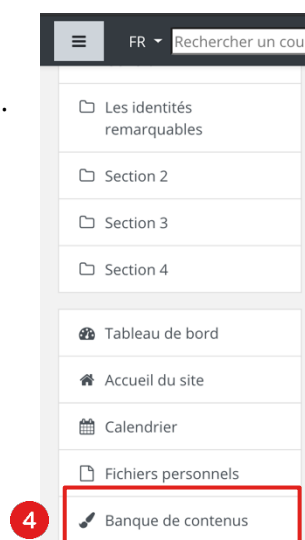 FR Rechercher un cou
.
Les identités
remarquables
Section 2
Section 3
Section 4
Tableau de bord
Accueil du site
Calendrier
Fichiers personnels
4 Banque de contenus